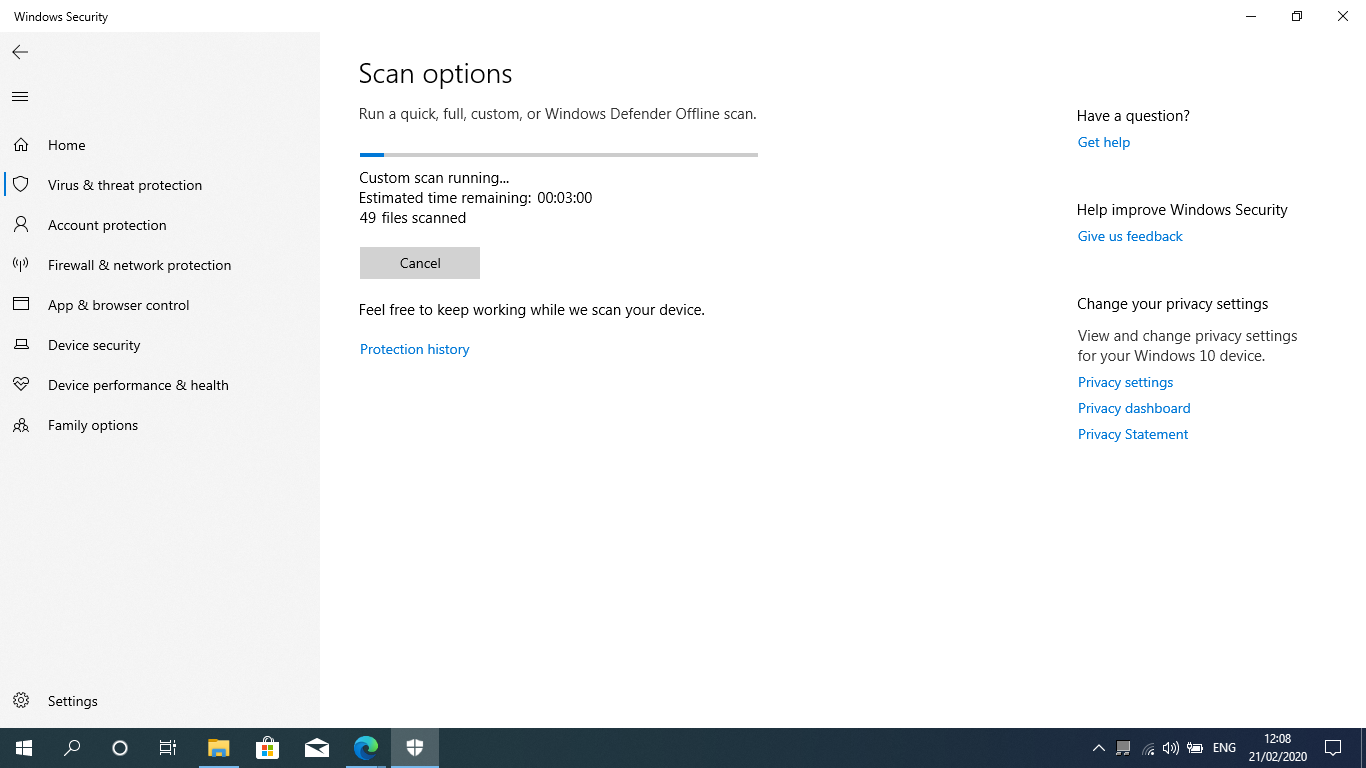 Windows Security
Home
Virus & threat protection
Account protection
Firewall & network protection
App & browser control
Device security
Device performance & health
Family options
Settings
Scan options
Run a quick, full, custom, or Windows Defender Offline scan.
Custom scan running...
Estimated time remaining: 00:03:00
49 files scanned
Cancel
Feel free to keep working while we scan your device.
Protection history
Have a question?
Get help
Help improve Windows Security
Give us feedback
Change your privacy settings
View and change privacy settings
for your Windows 10 device.
Privacy settings
Privacy dashboard
Privacy Statement
ENG
12:08
21/02/2020